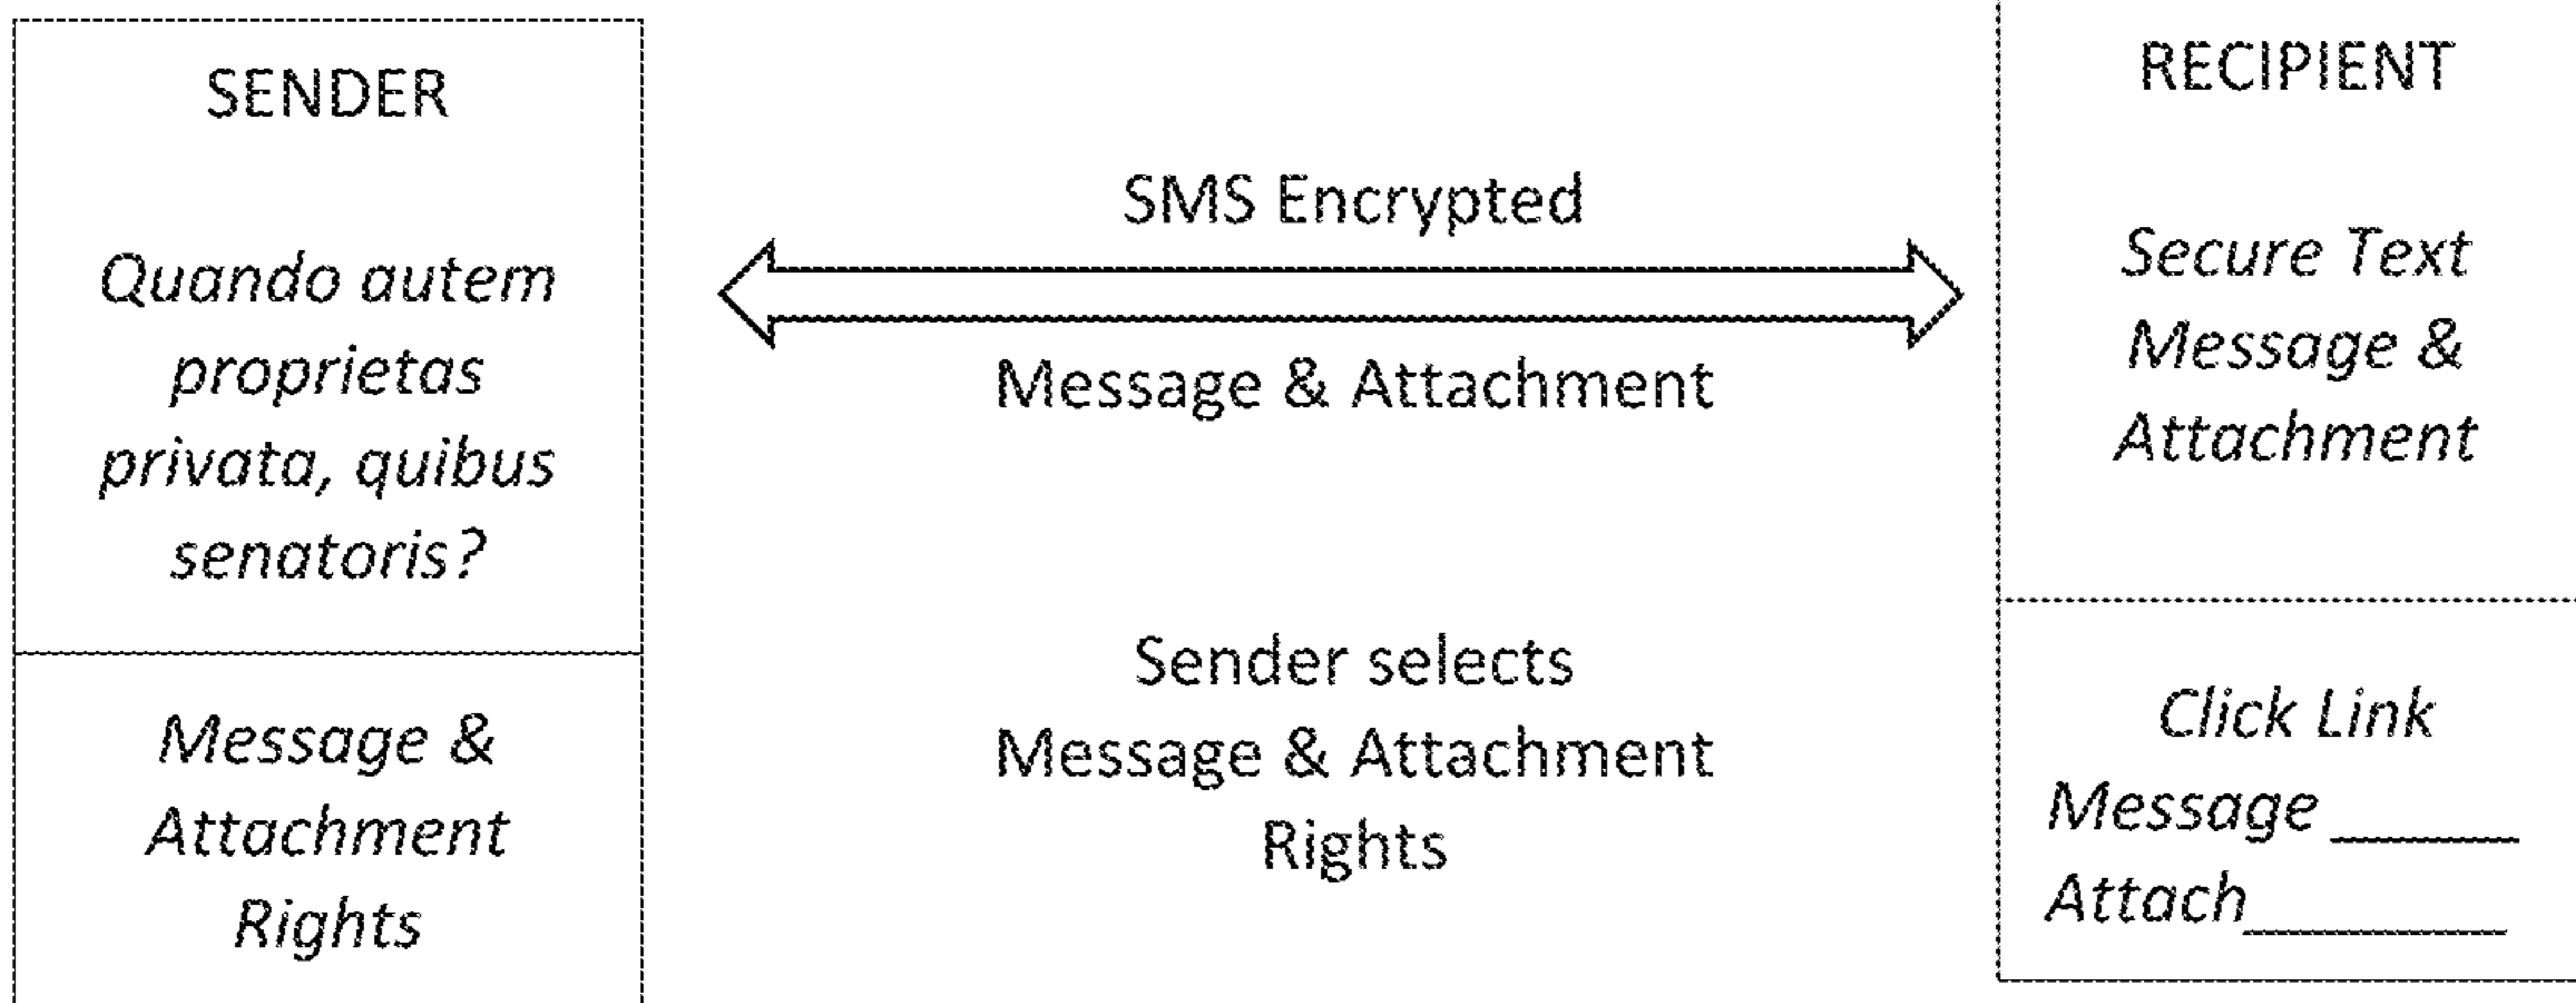 SENDER
Quando autem
proprietas
privata, quibus
senatoris?
Message &
Attachment
Rights
SMS Encrypted
Message & Attachment
Sender selects
Message & Attachment
Rights
RECIPIENT
Secure Text
Message &
Attachment
Click Link
Message ______
Attach________